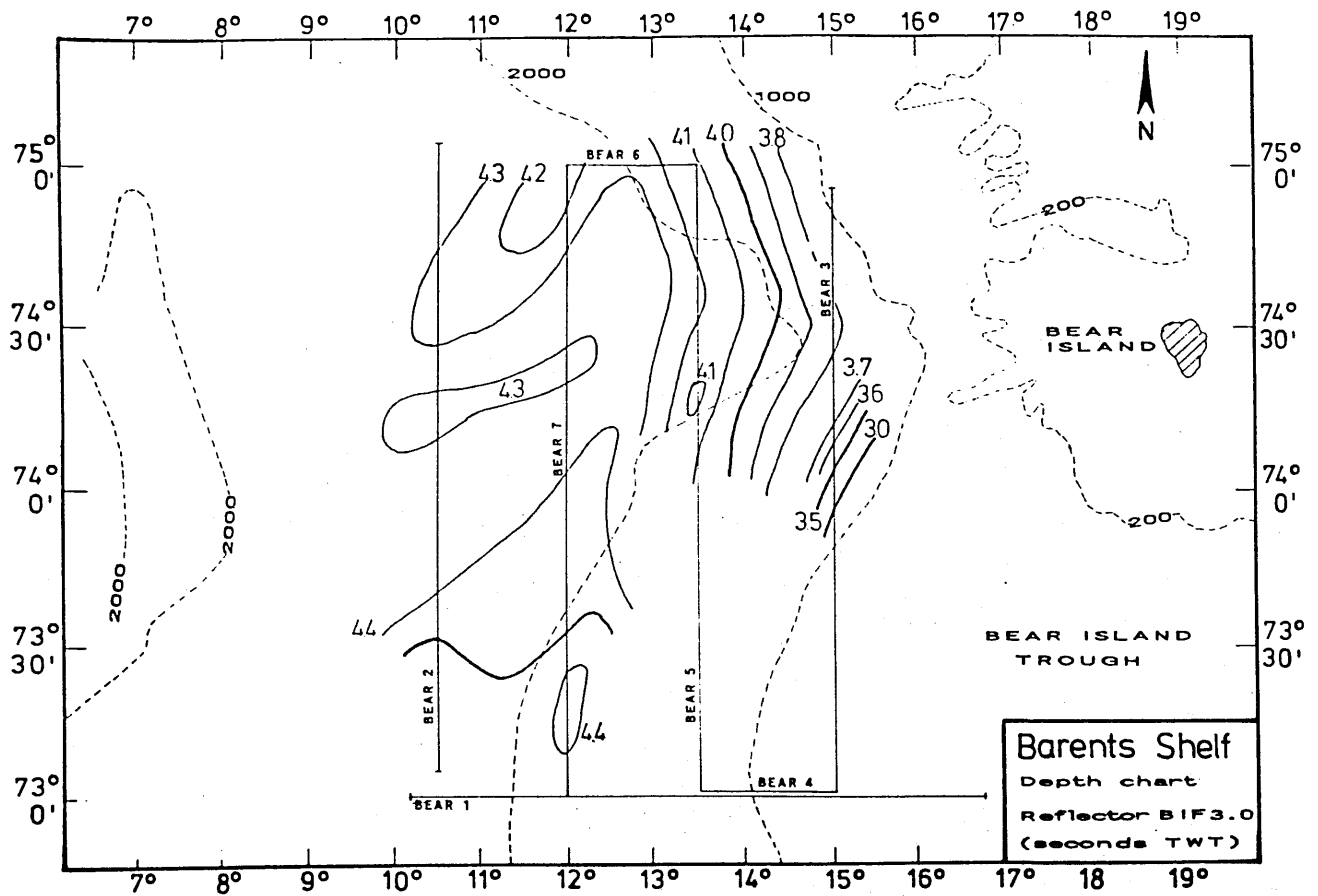 7° 8° 9° 10° 11° 12° 13° 14° 15° 16° 17° 18° 19°
2000
1000
N
41 40 38
BEAR 6
75° 0'
75° 0'
43 42
200
BEAR 3
74° 30'
74° 30'
BEAR
ISLAND
41
37
43
36
30
BEAR 7
74° 0'
74° 0'
2000
35
200
2000
44
73° 30'
73° 30'
BEAR ISLAND
TROUGH
BEAR 2
BEAR 5
44
Barents Shelf
Depth chart
Reflector BIF3.0
(seconds TWT)
73° 0'
73° 0'
BEAR 4
BEAR 1
7° 8° 9° 10° 11° 12° 13° 14° 15° 16° 17° 18° 19°